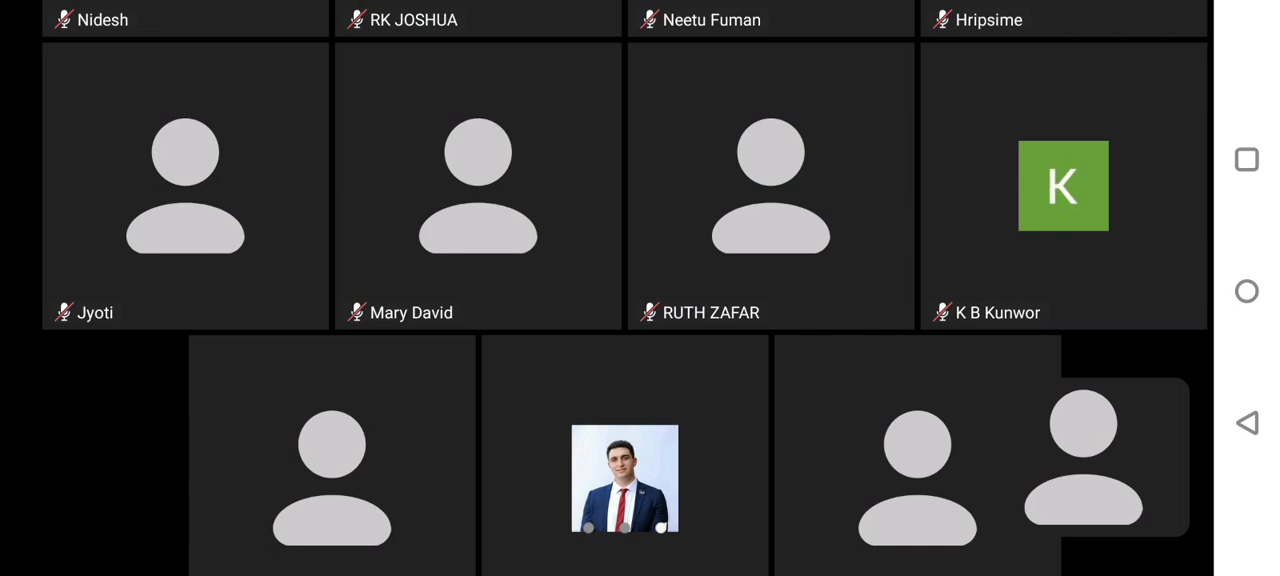 Nidesh
RK JOSHUA
Neetu Fuman
Hripsime
K
Jyoti
Mary David
RUTH ZAFAR
K B Kunwor